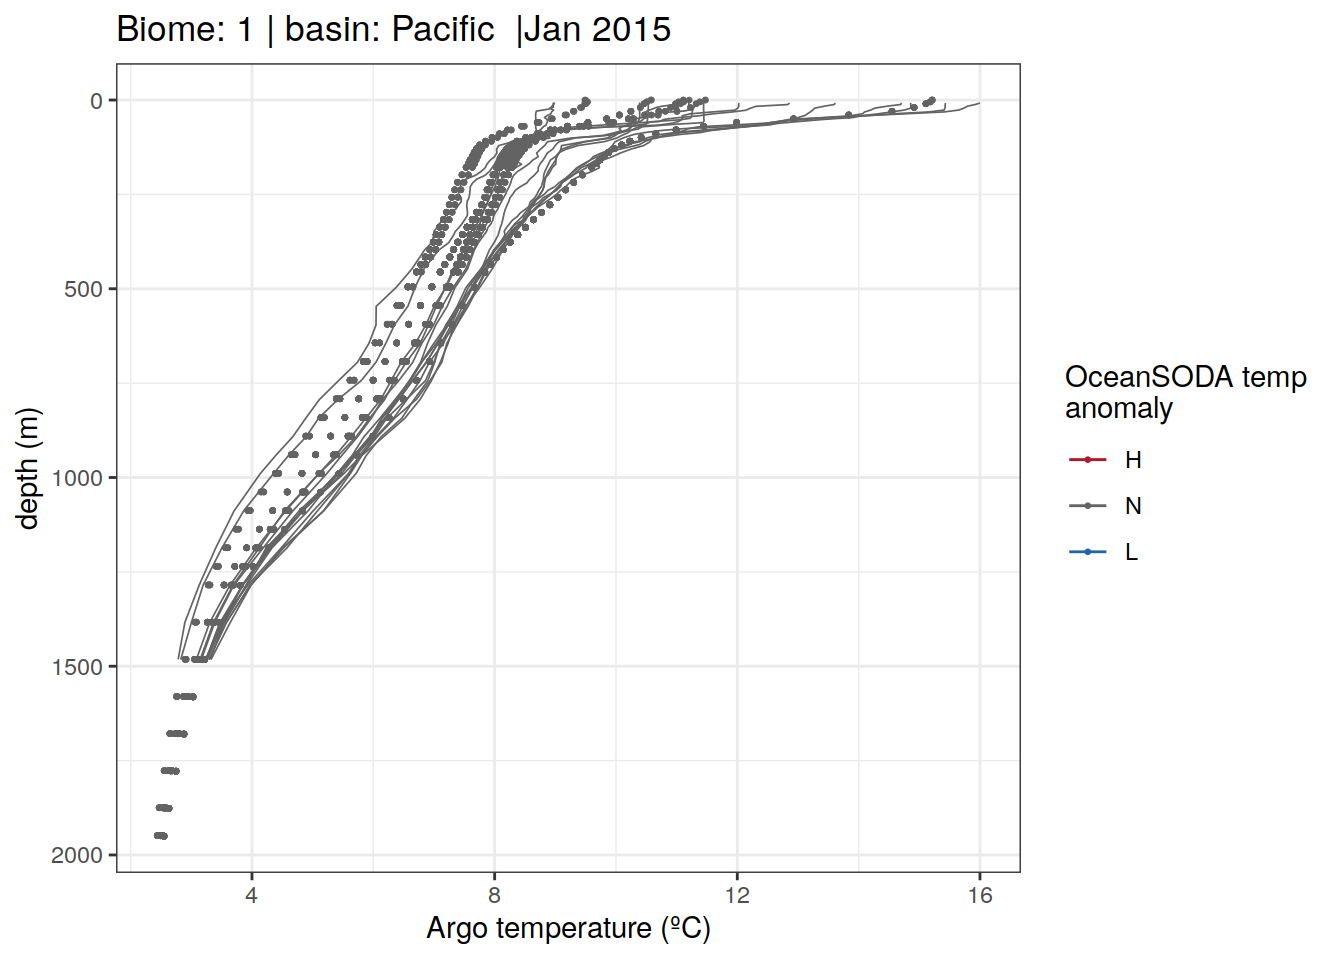 Biome: 1 | basin: Pacific  |Jan 2015
0
500
1000
1500
2000
depth (m)
4
8
12
16
Argo temperature (ºC)
OceanSODA temp
anomaly
H
N
L